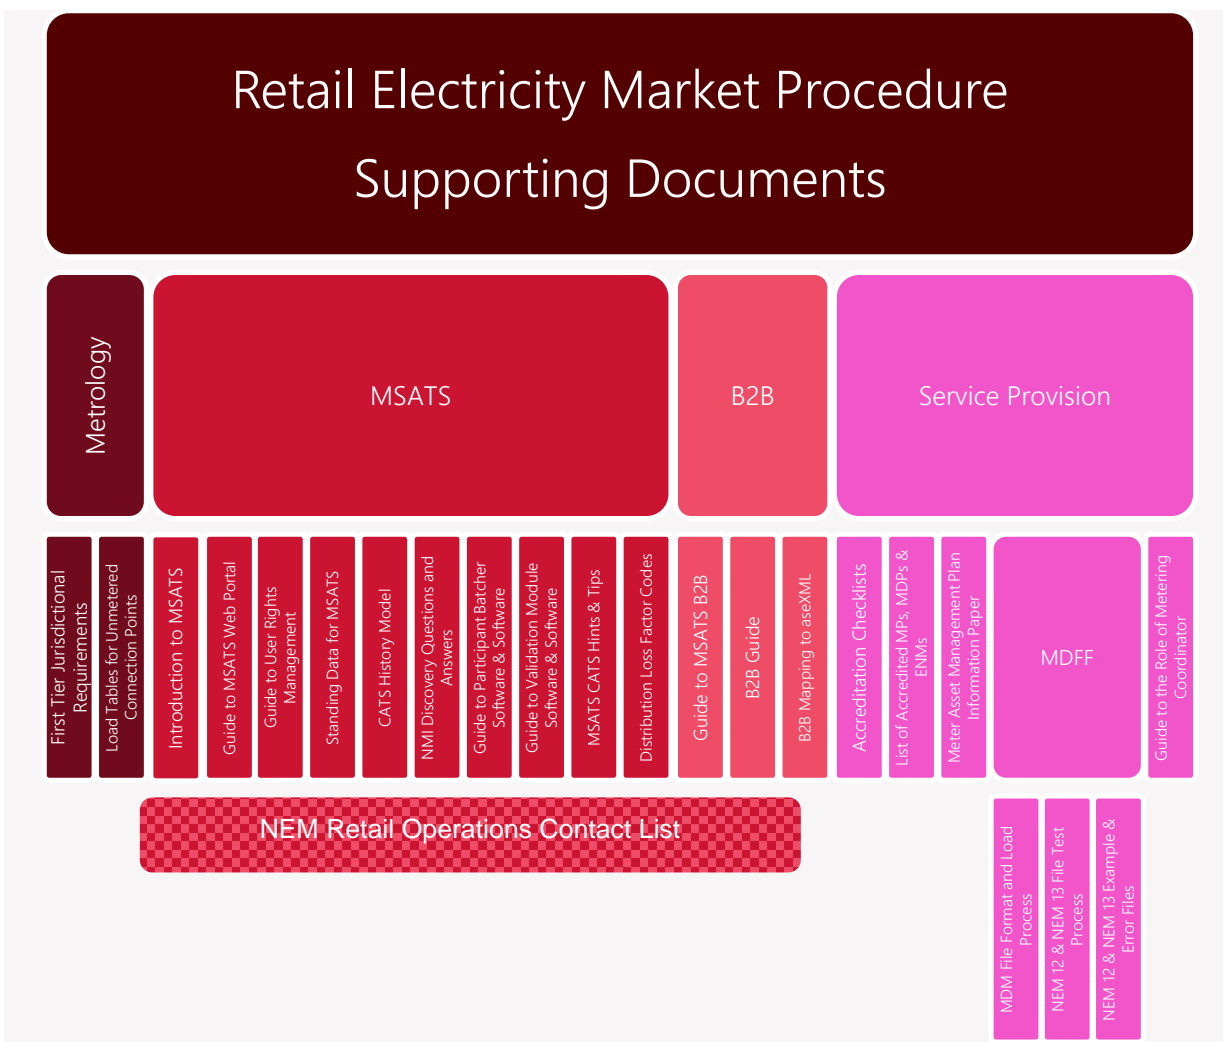 Retail Electricity Market Procedure
Supporting Documents
Metrology
MSATS
B2B
Service Provision
First Tier Jurisdictional
Requirements
Load Tables for Unmetered
Connection Points
Introduction to MSATS
Guide to MSATS Web Portal
Guide to User Rights
Management
Standing Data for MSATS
CATS History Model
NMI Discovery Questions and
Answers
Guide to Participant Batcher
Software & Software
Guide to Validation Module
Software & Software
MSATS CATS Hints & Tips
Distribution Loss Factor Codes
Guide to MSATS B2B
B2B Guide
B2B Mapping to aseXML
Accreditation Checklists
List of Accredited MPs, MDPs &
ENMs
Meter Asset Management Plan
Information Paper
MDFF
Guide to the Role of Metering
Coordinator
NEM Retail Operations Contact List
MDM File Format and Load
Process
NEM 12 & NEM 13 File Test
Process
NEM 12 & NEM 13 Example &
Error Files